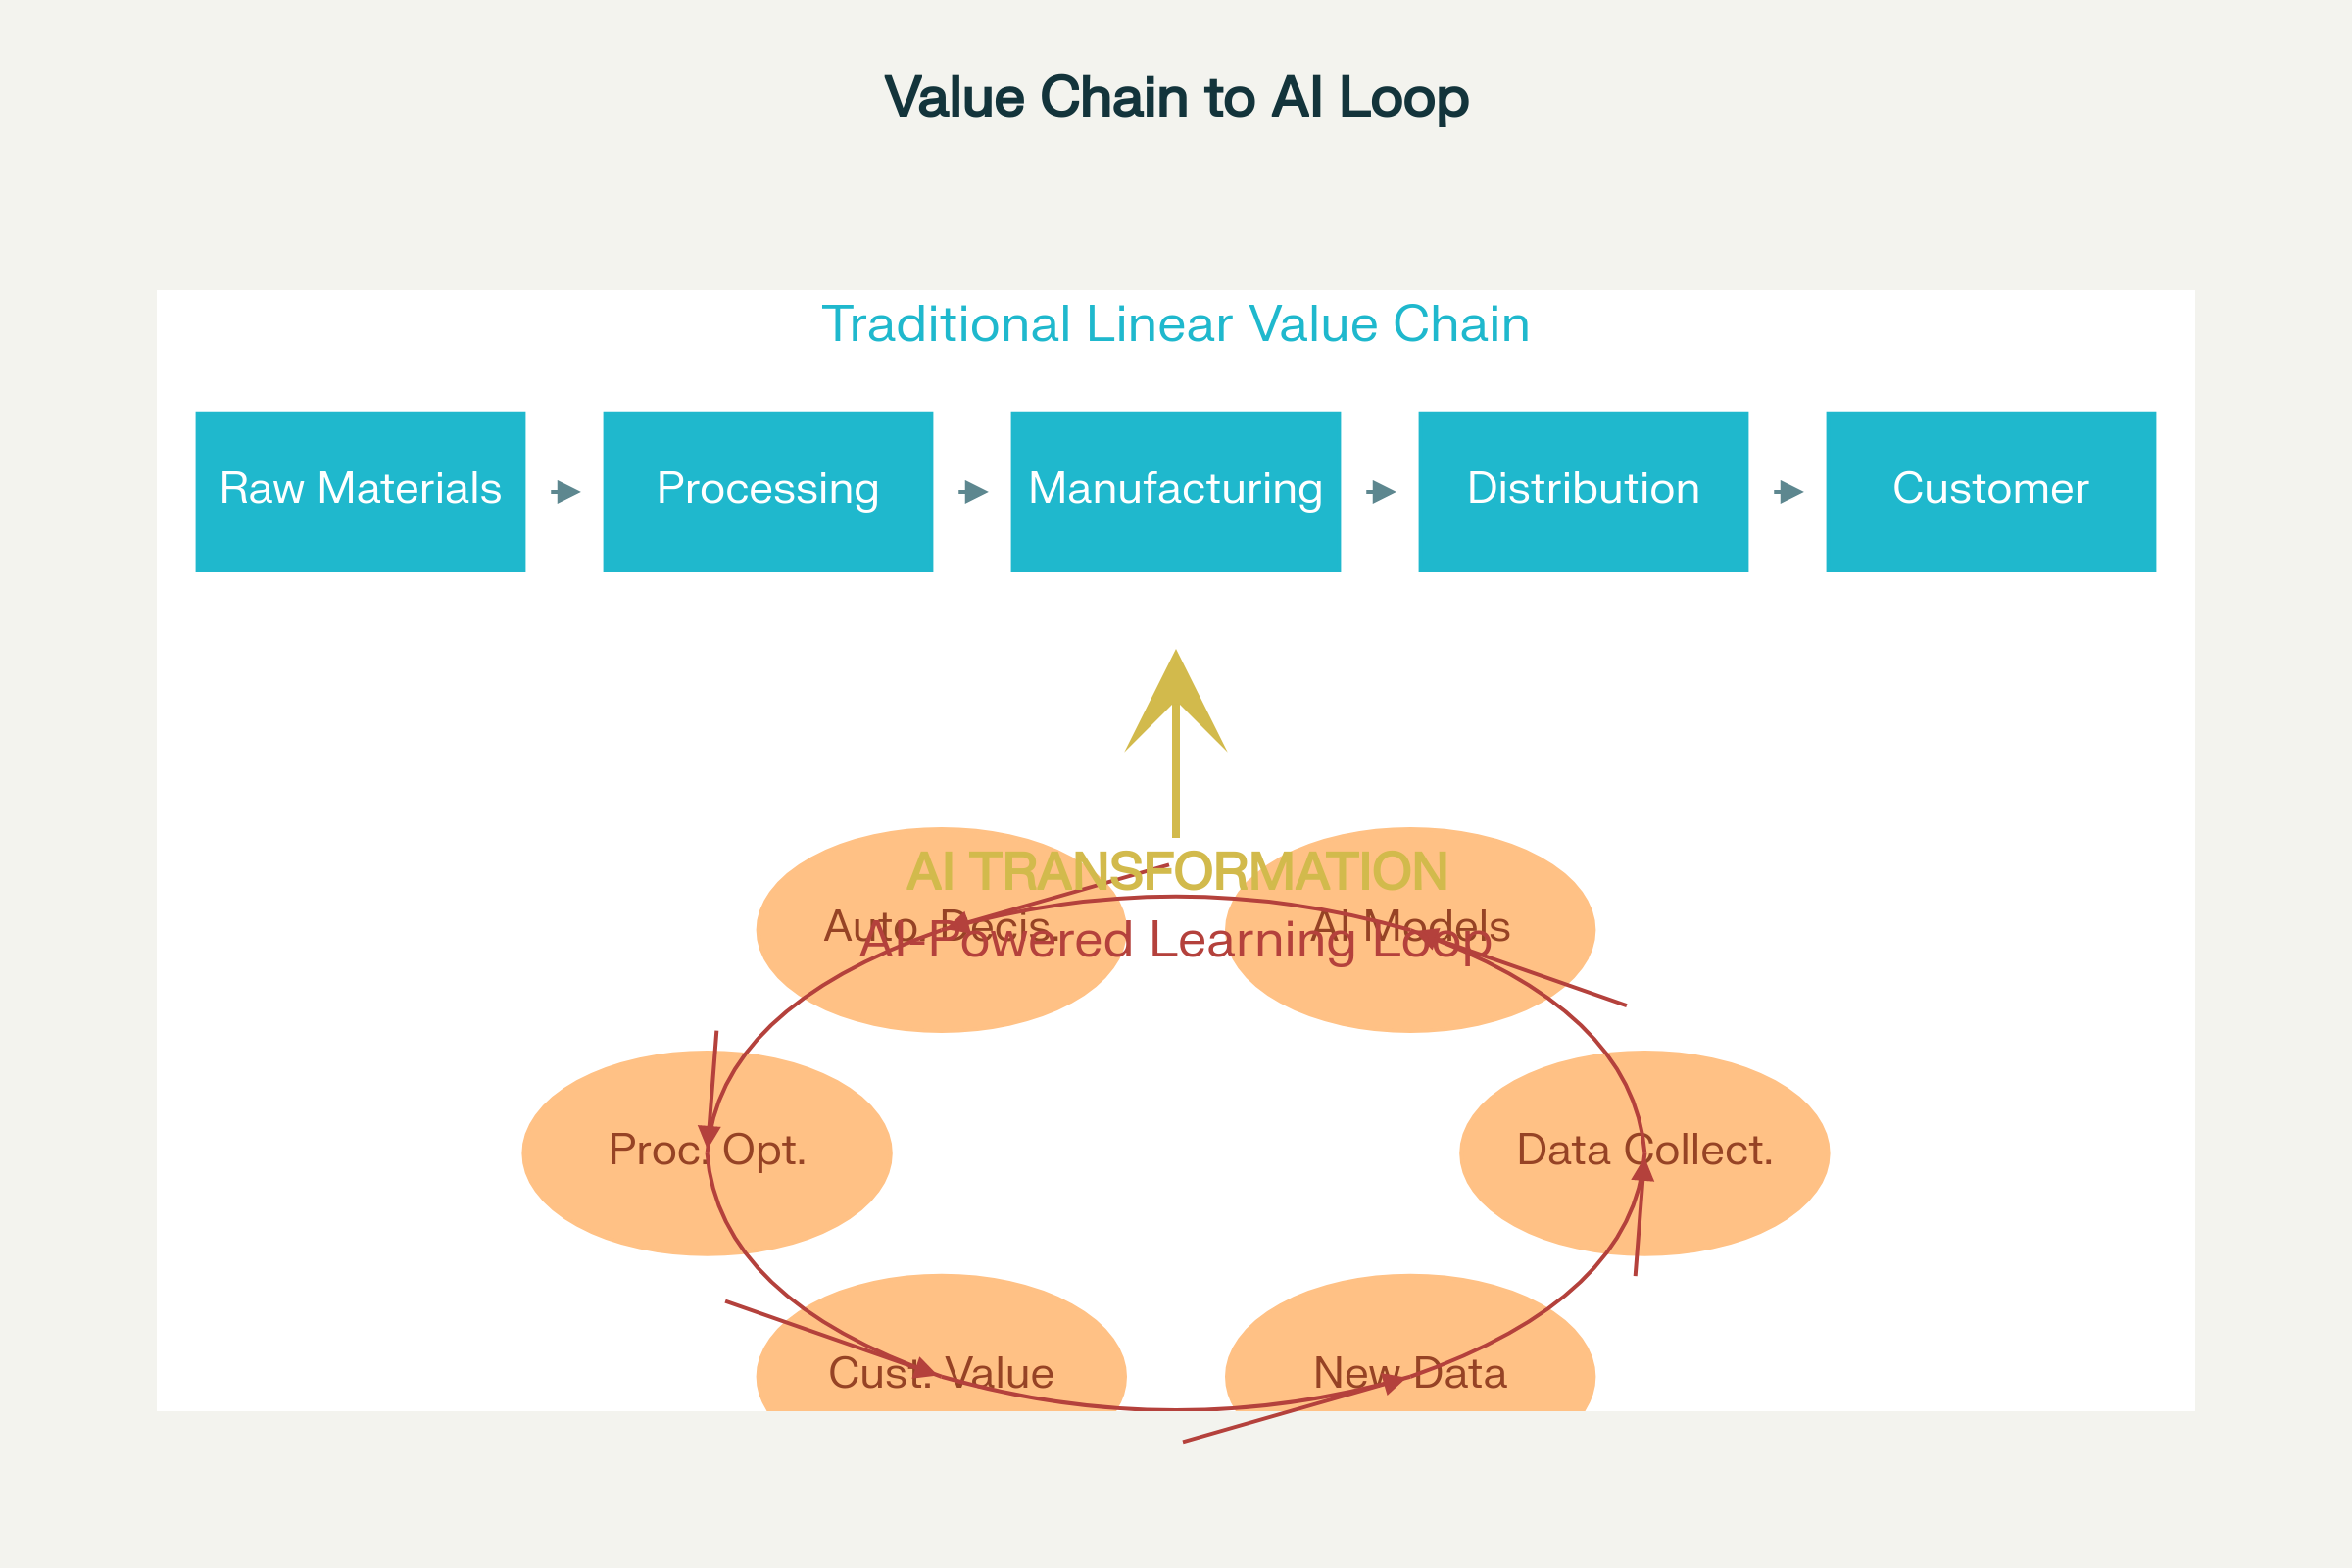 Value Chain to AI Loop
Traditional Linear Value Chain
Raw Materials
Processing
Manufacturing
Distribution
Customer
AI TRANSFORMATION
AI-Powered Learning Loop
Auto Decis.
AI Models
Proc. Opt.
Data Collect.
Cust. Value
New Data